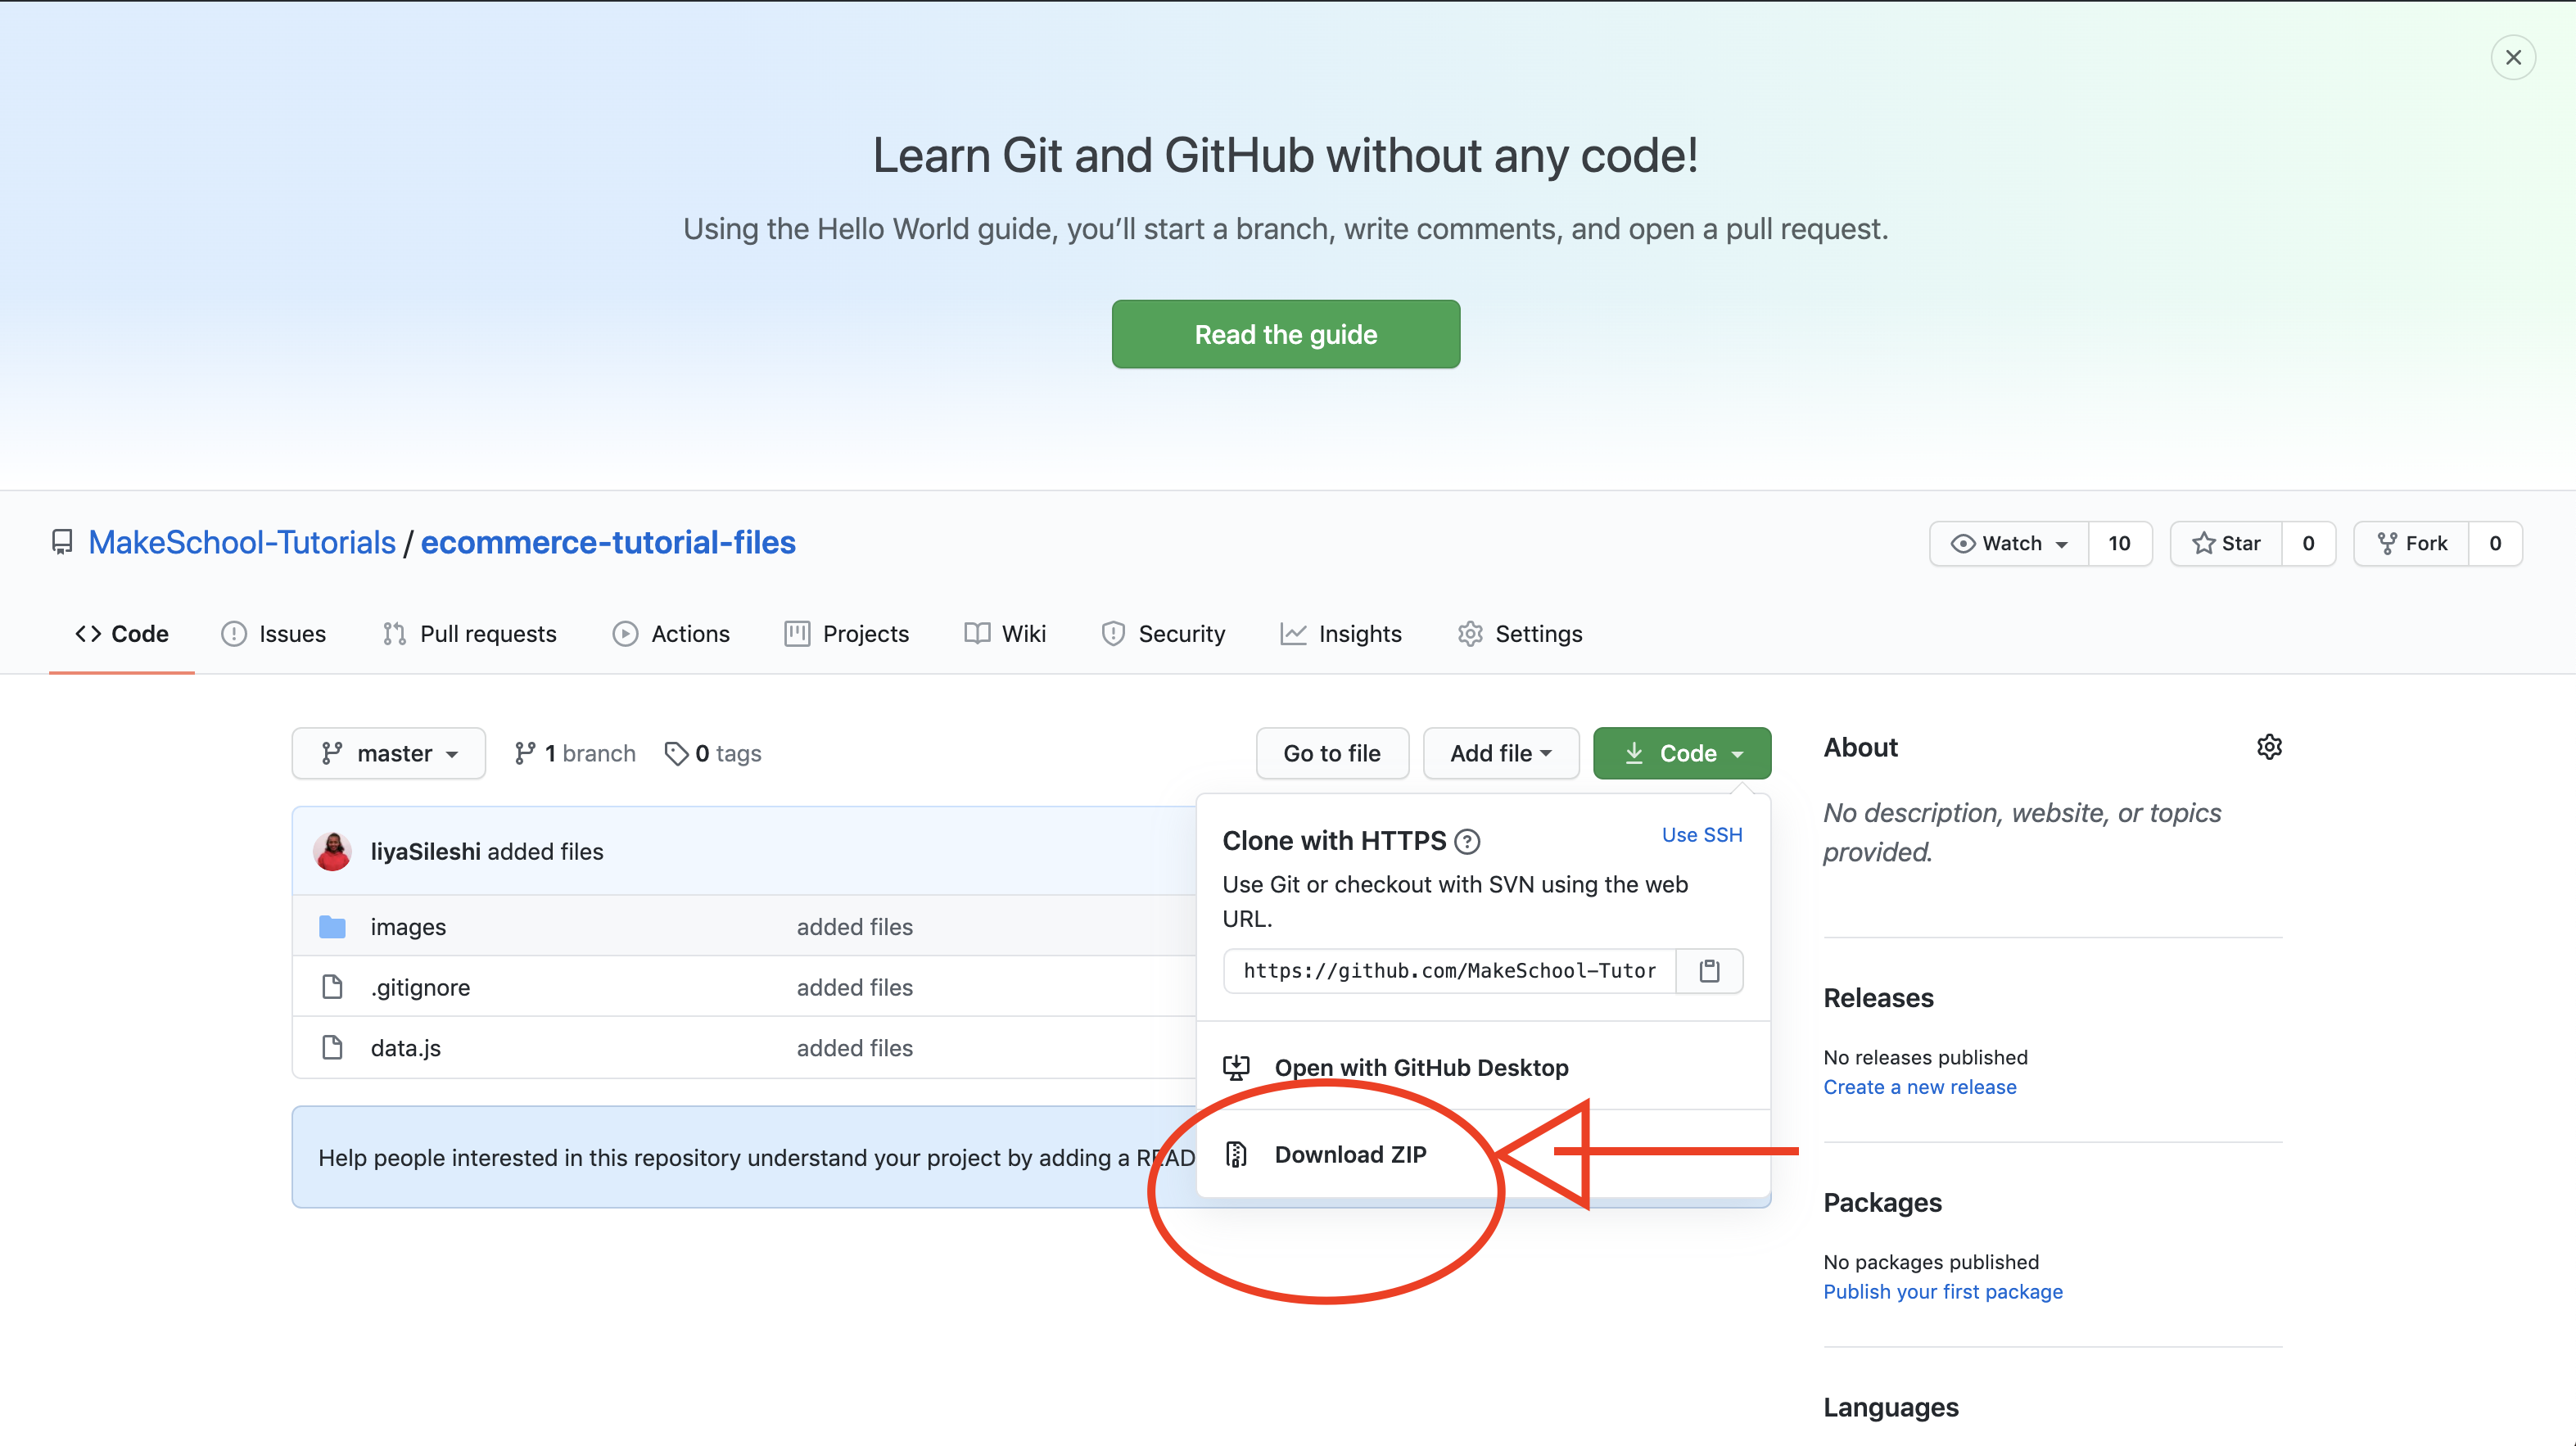 Learn Git and GitHub without any code!
Using the Hello World guide, you’ll start a branch, write comments, and open a pull request.
Read the guide
MakeSchool-Tutorials / ecommerce-tutorial-files
Watch 10 Star 0 Fork 0
Code Issues Pull requests Actions Projects Wiki Security Insights Settings
master 1 branch 0 tags
Go to file Add file Code
liyaSileshi added files
images added files
.gitignore added files
data.js added files
Help people interested in this repository understand your project by adding a READ
Clone with HTTPS Use SSH
Use Git or checkout with SVN using the web
URL.
https://github.com/MakeSchool-Tutor
Open with GitHub Desktop
Download ZIP
About
No description, website, or topics
provided.
Releases
No releases published
Create a new release
Packages
No packages published
Publish your first package
Languages